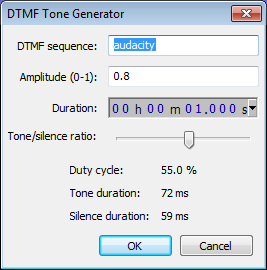 DTMF Tone Generator
DTMF sequence: audacity
Amplitude (0-1): 0.8
Duration: 00 h 00 m 01.000 s
Tone/silence ratio:
Duty cycle: 55.0 %
Tone duration: 72 ms
Silence duration: 59 ms
OK Cancel